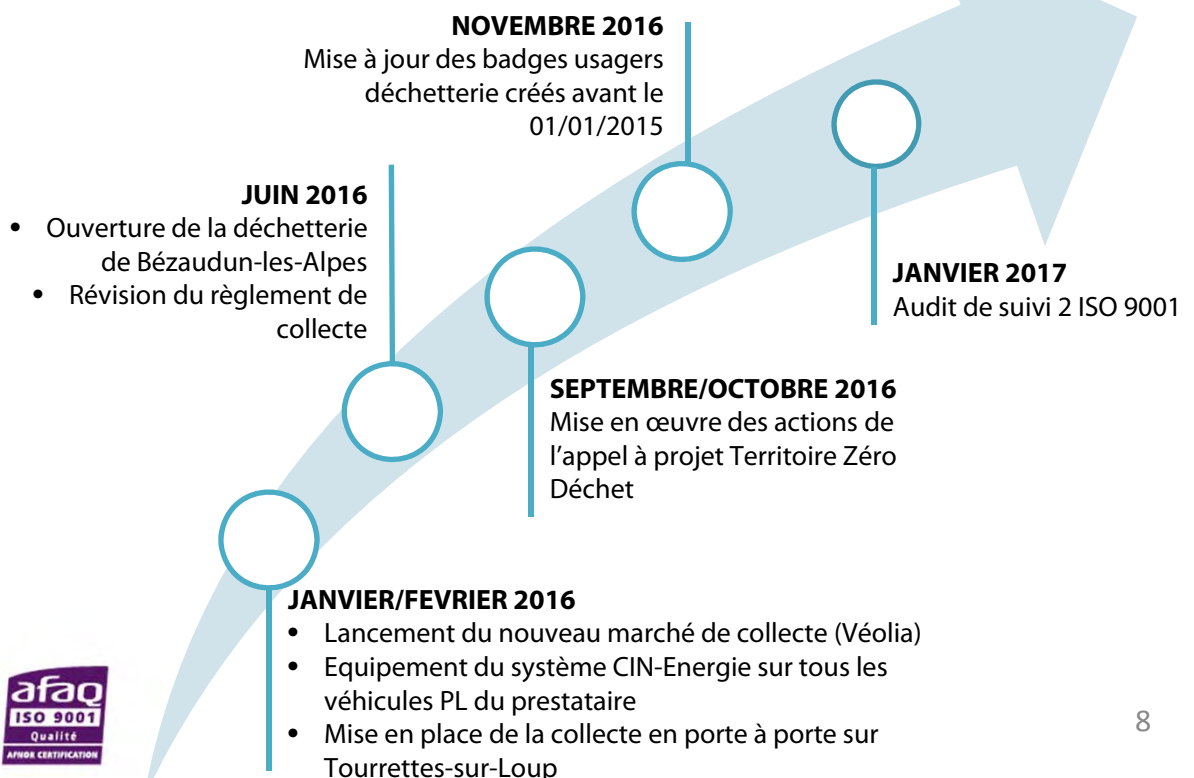 NOVEMBRE 2016
Mise à jour des badges usagers
déchetterie créés avant le
01/01/2015
JUIN 2016
• Ouverture de la déchetterie
de Bézaudun-les-Alpes
• Révision du règlement de
collecte
JANVIER 2017
Audit de suivi 2 ISO 9001
SEPTEMBRE/OCTOBRE 2016
Mise en œuvre des actions de
l’appel à projet Territoire Zéro
Déchet
JANVIER/FEVRIER 2016
• Lancement du nouveau marché de collecte (Véolia)
• Equipement du système CIN-Energie sur tous les
véhicules PL du prestataire
• Mise en place de la collecte en porte à porte sur
Tourrettes-sur-Loup
afaq
ISO 9001
Qualité
AFNOR CERTIFICATION
8